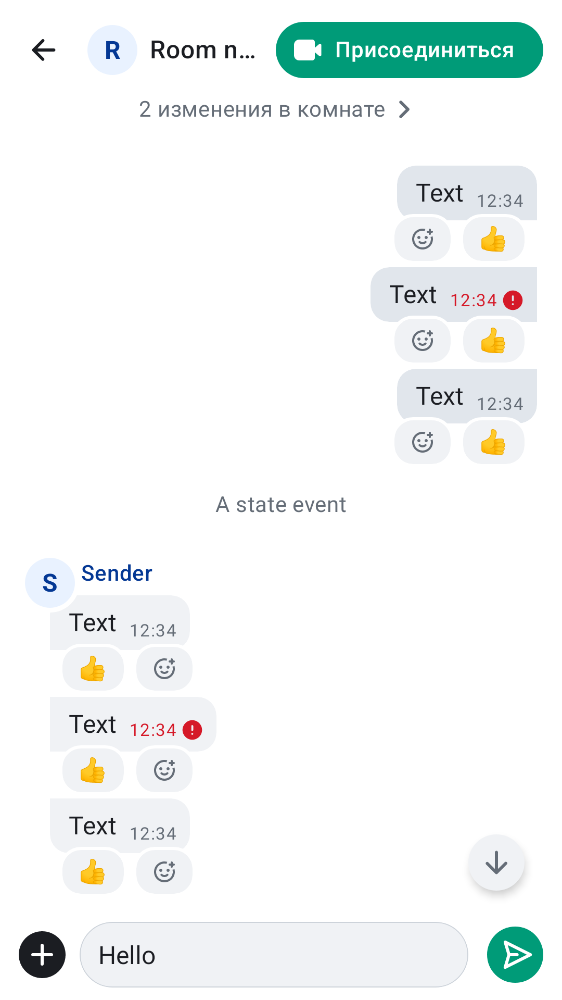 R Room n... Присоединиться
2 изменения в комнате
Text 12:34
👍
Text 12:34
👍
Text 12:34
👍
A state event
S Sender
Text 12:34
👍
Text 12:34
👍
Text 12:34
👍
Hello